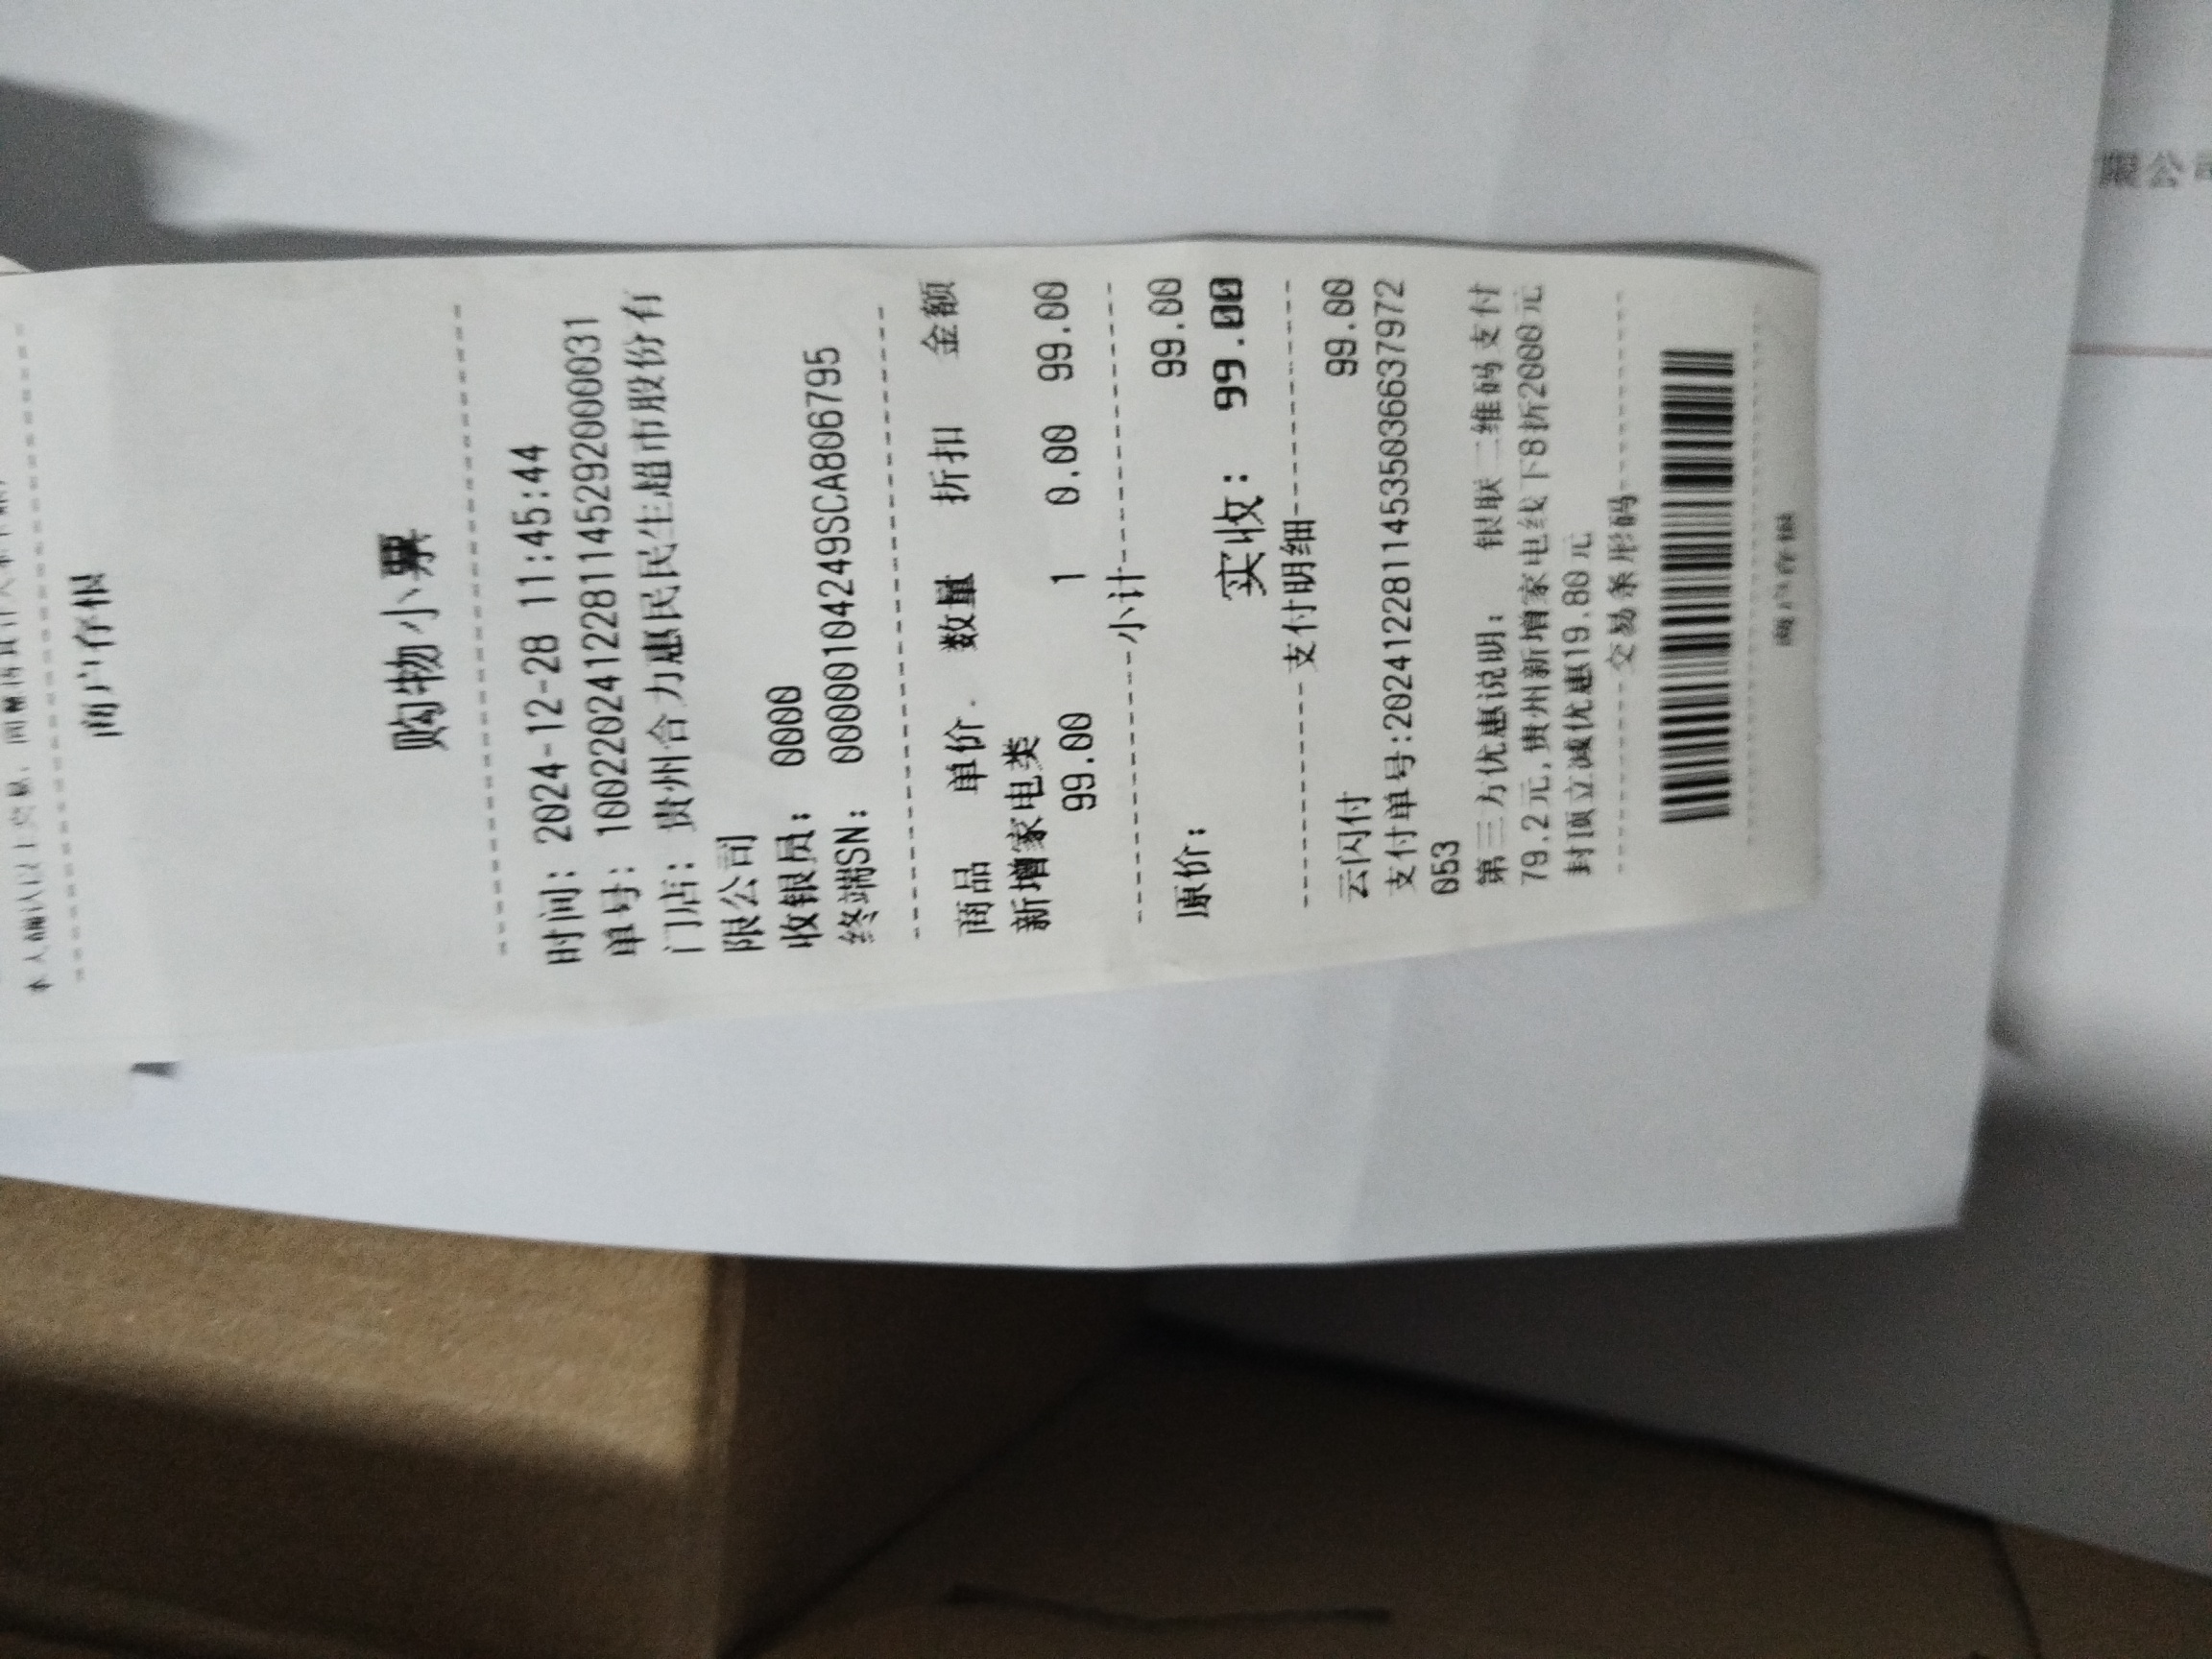 商户存根
购物小票
时间: 2024-12-28 11:45:44
单号: 10022024122811452920000031
门店: 贵州合力惠民民生超市股份有
限公司
收银员: 0000
终端SN: 00000104249SCA806795
商品 单价 数量 折扣 金额
新增家电类
99.00 1 0.00 99.00
小计
原价: 99.00
实收: 99.00
支付明细
云闪付 99.00
支付单号:20241228114535036637972
053
第三方优惠说明: 银联二维码支付
79.2元,贵州新增家电线下8折2000元
封顶立减优惠19.80元
交易条形码
商户存根
限公司